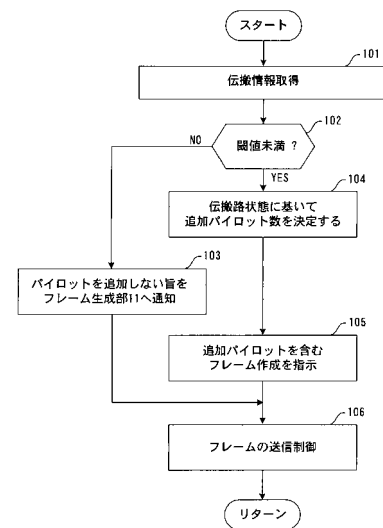 スタート
101
伝搬情報取得
102
閾値未満 ?
NO
YES
104
伝搬路状態に基いて
追加パイロット数を決定する
103
パイロットを追加しない旨を
フレーム生成部11へ通知
105
追加パイロットを含む
フレーム作成を指示
106
フレームの送信制御
リターン